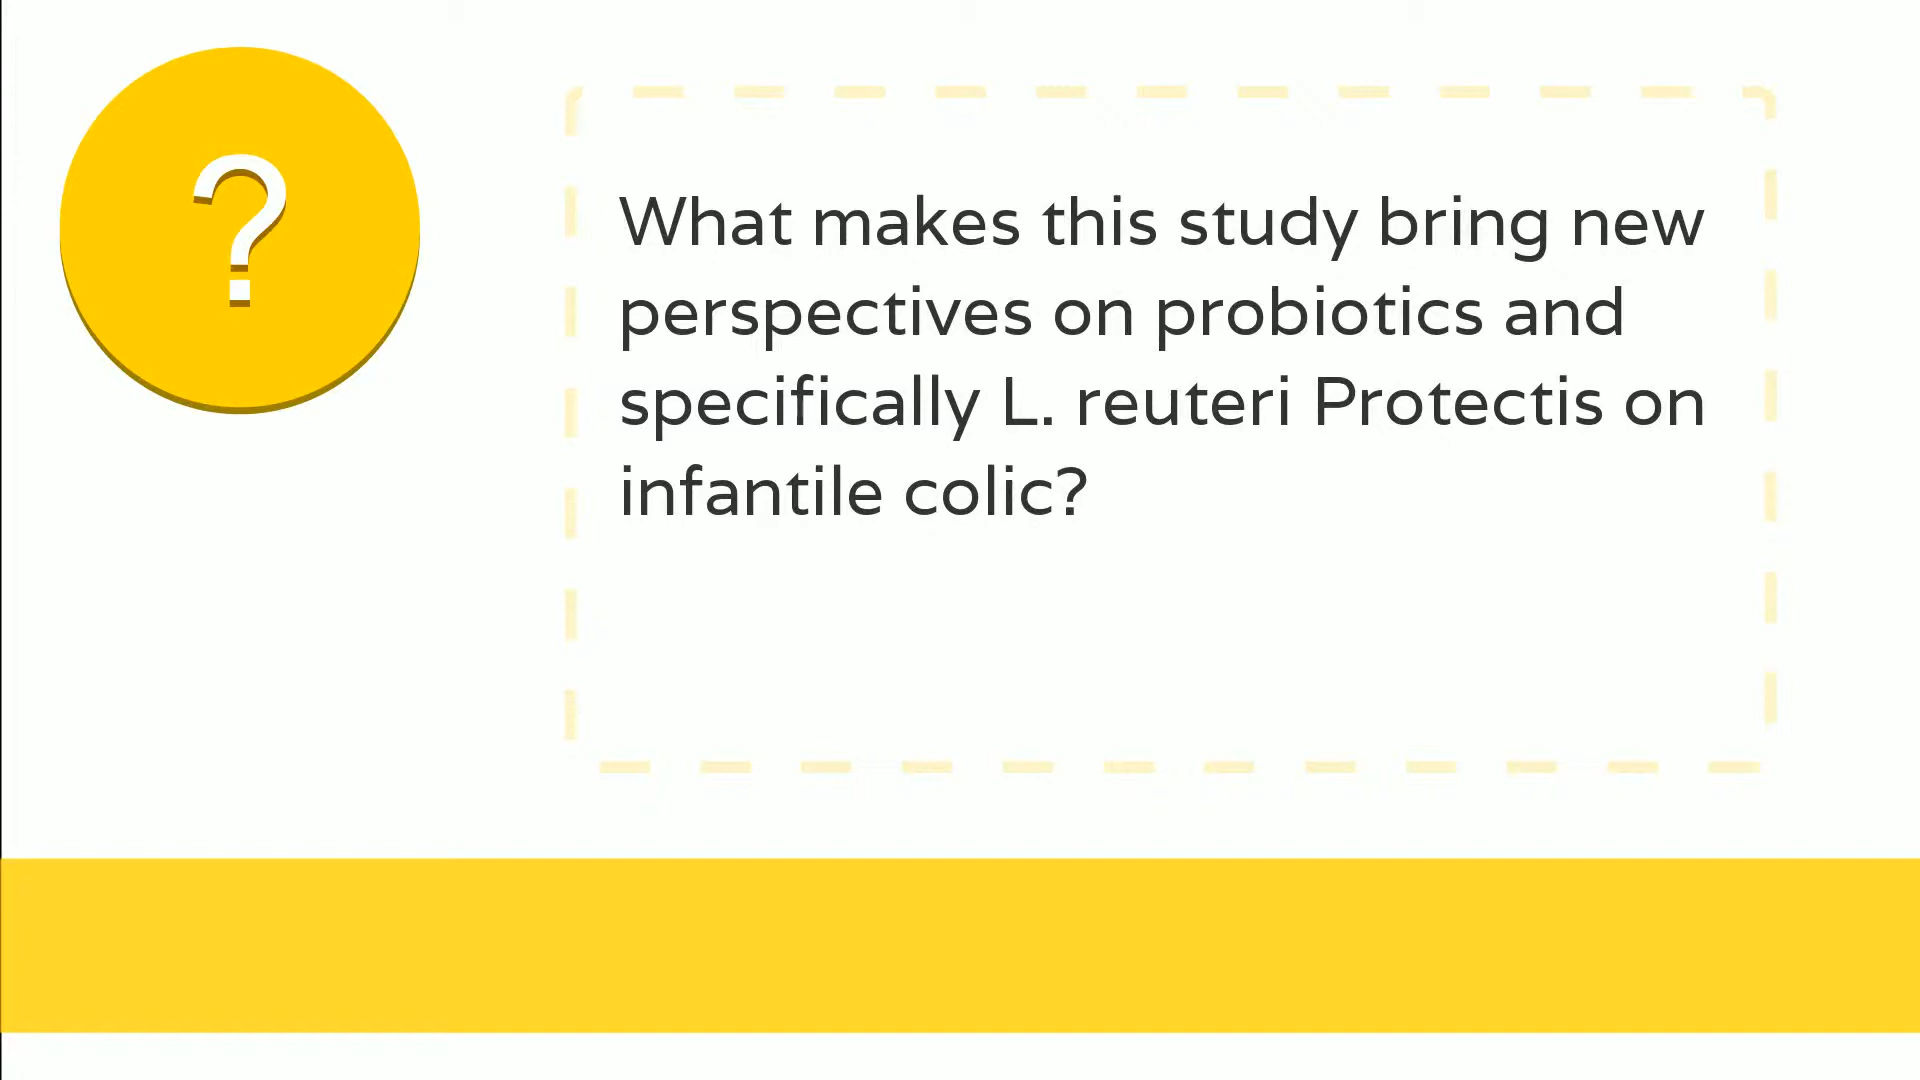 ?
What makes this study bring new
perspectives on probiotics and
specifically L. reuteri Protectis on
infantile colic?